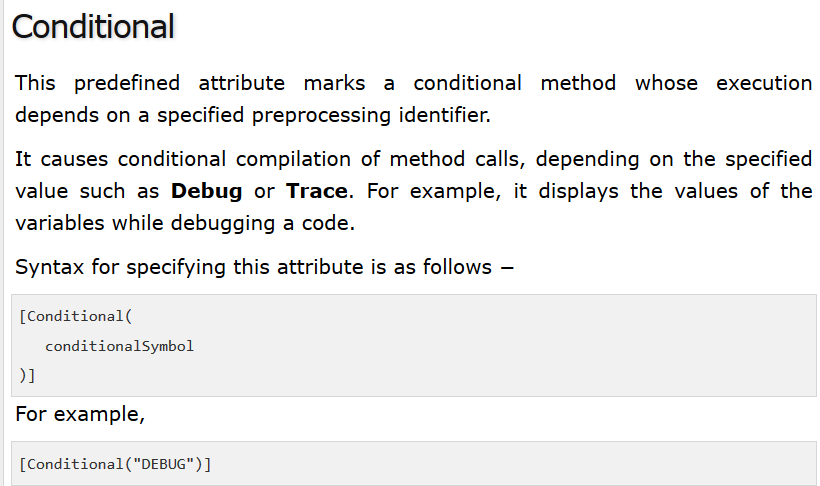 Conditional
This predefined attribute marks a conditional method whose execution
depends on a specified preprocessing identifier.
It causes conditional compilation of method calls, depending on the specified
value such as Debug or Trace. For example, it displays the values of the
variables while debugging a code.
Syntax for specifying this attribute is as follows −
[Conditional(
   conditionalSymbol
)]
For example,
[Conditional("DEBUG")]